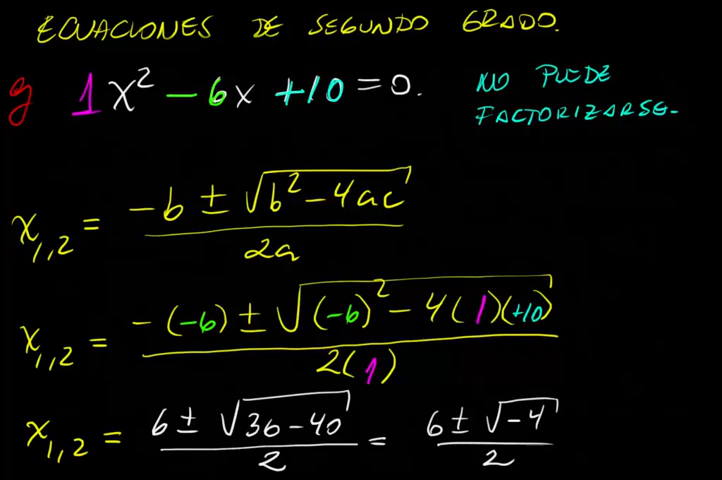 ECUACIONES DE SEGUNDO GRADO.
g) 1x² - 6x + 10 = 0. NO PUEDE
FACTORIZARSE.
x₁,₂ = (-b ± √(b² - 4ac)) / 2a
x₁,₂ = (-(-6) ± √((-6)² - 4(1)(+10))) / 2(1)
x₁,₂ = (6 ± √(36 - 40)) / 2 = (6 ± √(-4)) / 2